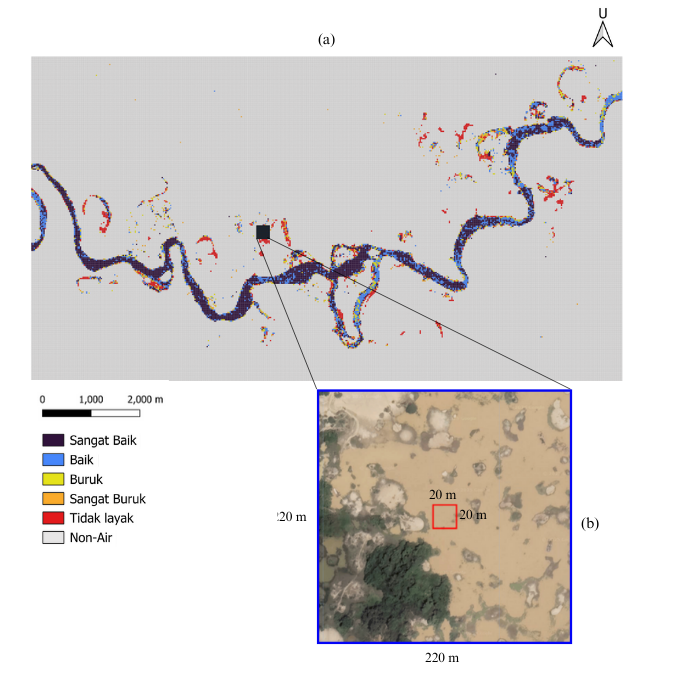 U
(a)
0 1,000 2,000 m
Sangat Baik
Baik
Buruk
Sangat Buruk
Tidak layak
Non-Air
20 m
20 m
220 m
(b)
220 m